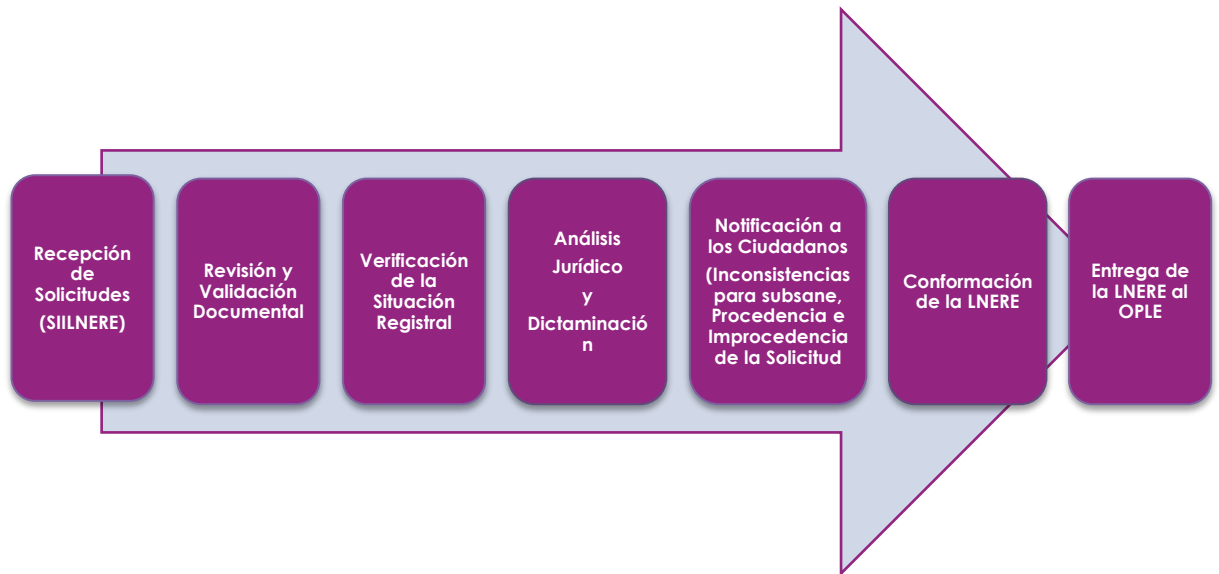 Recepción
de
Solicitudes
(SIILNERE)
Revisión y
Validación
Documental
Verificación
de la
Situación
Registral
Análisis
Jurídico
y
Dictaminació
n
Notificación a
los Ciudadanos
(Inconsistencias
para subsane,
Procedencia e
Improcedencia
de la Solicitud
Conformación
de la LNERE
Entrega de
la LNERE al
OPLE